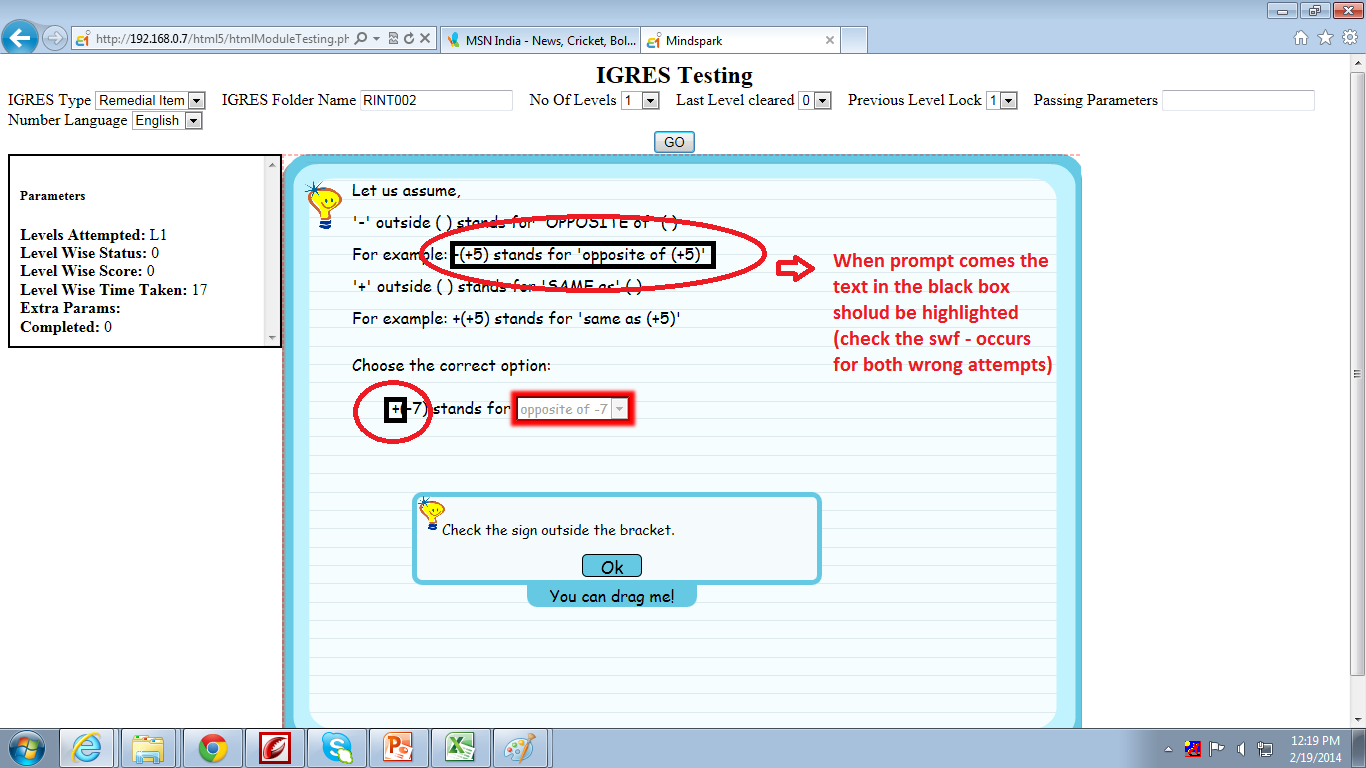 http://192.168.0.7/html5/htmlModuleTesting.ph
MSN India - News, Cricket, Bol...
Mindspark
IGRES Testing
IGRES Type Remedial Item IGRES Folder Name RINT002 No Of Levels 1 Last Level cleared 0 Previous Level Lock 1 Passing Parameters
Number Language English
GO
Parameters
Levels Attempted: L1
Level Wise Status: 0
Level Wise Score: 0
Level Wise Time Taken: 17
Extra Params:
Completed: 0
Let us assume,
'-' outside ( ) stands for 'OPPOSITE of' ( )
For example: -(+5) stands for 'opposite of (+5)'
'+' outside ( ) stands for 'SAME as' ( )
For example: +(+5) stands for 'same as (+5)'
Choose the correct option:
+(-7) stands for opposite of -7
Check the sign outside the bracket.
Ok
You can drag me!
When prompt comes the
text in the black box
sholud be highlighted
(check the swf - occurs
for both wrong attempts)
12:19 PM
2/19/2014